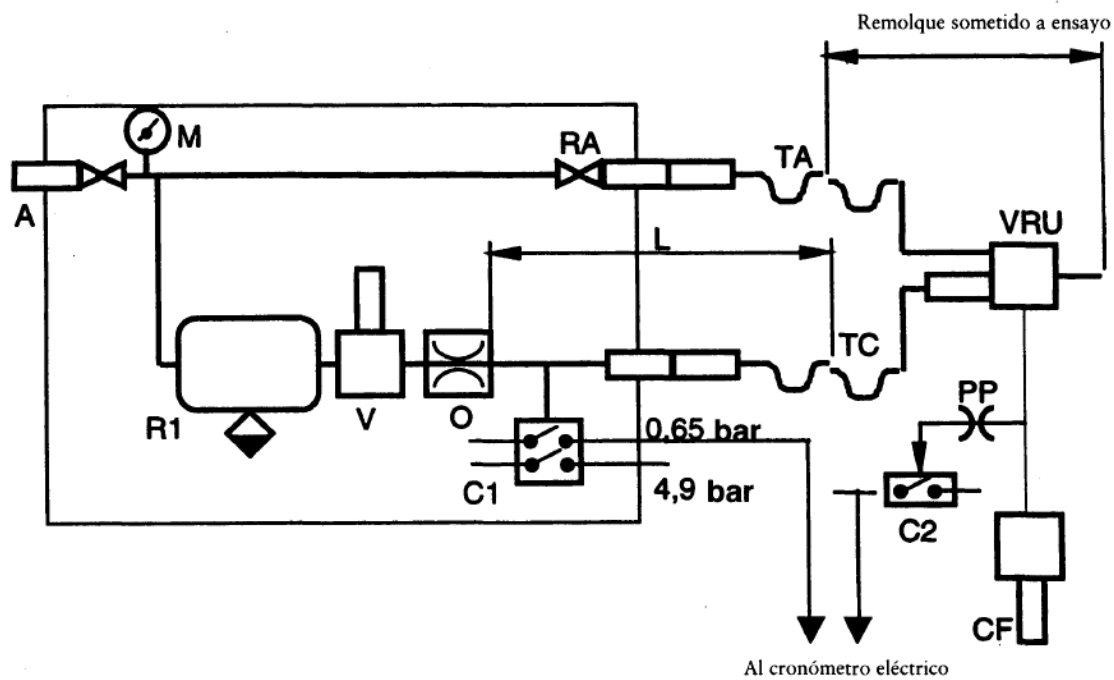 Remolque sometido a ensayo
M
RA
TA
A
VRU
L
TC
R1
V
O
PP
0,65 bar
4,9 bar
C1
C2
CF
Al cronómetro eléctrico